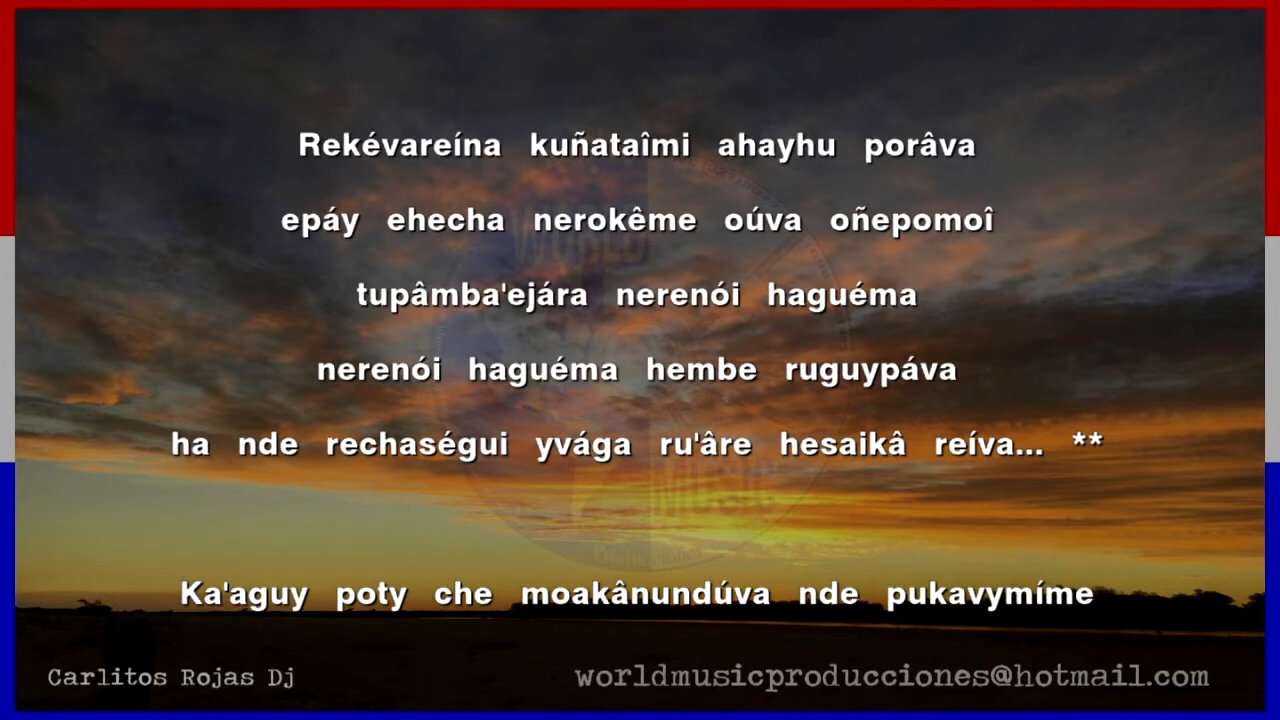 Rekévareína kuñataîmi ahayhu porâva
epáy ehecha nerokême oúva oñepomoî
tupâmba'ejára nerenói haguéma
nerenói haguéma hembe ruguypáva
ha nde rechaségui yvága ru'âre hesaikâ reíva... **
Ka'aguy poty che moakânundúva nde pukavymíme
Carlitos Rojas Dj
worldmusicproducciones@hotmail.com
WORLD
MUSIC